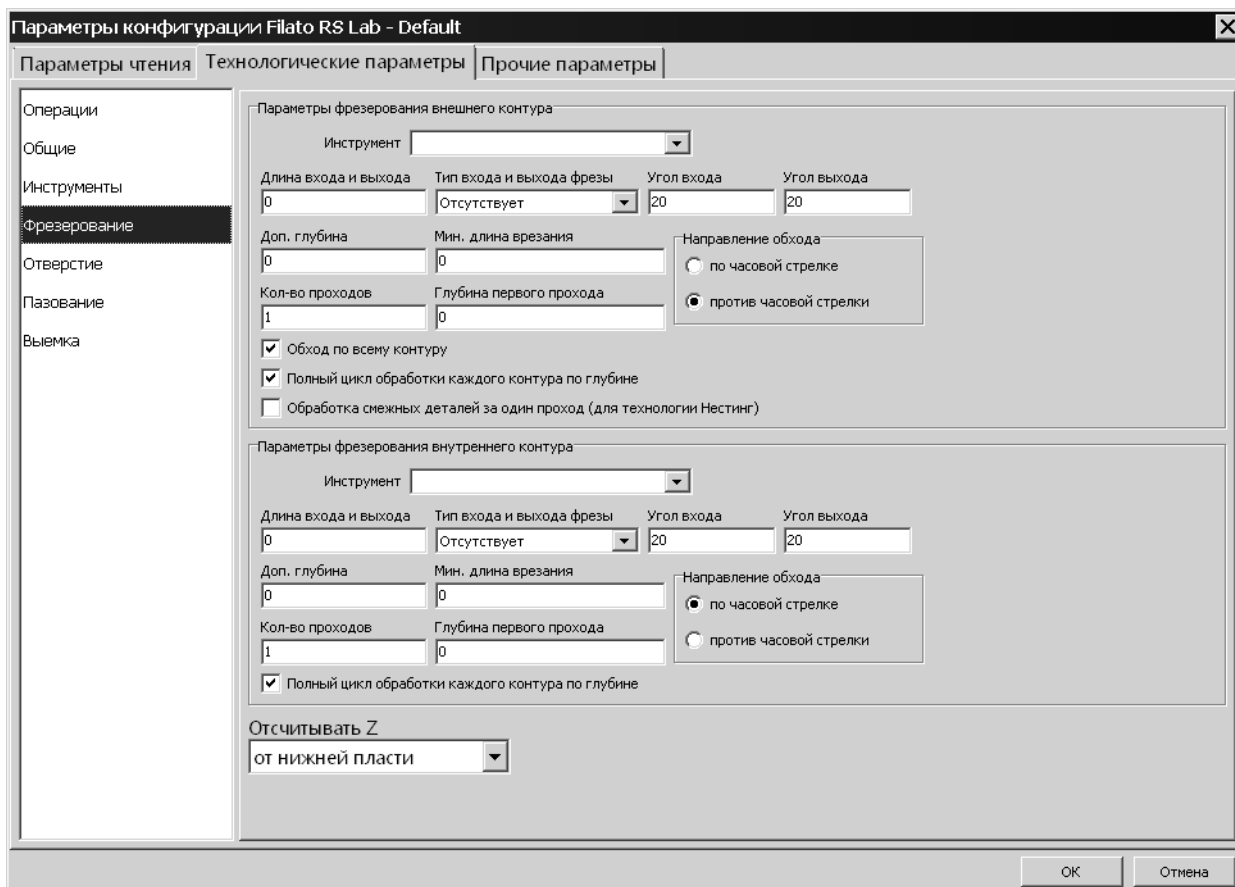 Параметры конфигурации Filato RS Lab - Default
Параметры чтения
Технологические параметры
Прочие параметры
Операции
Общие
Инструменты
Фрезерование
Отверстие
Пазование
Выемка
Параметры фрезерования внешнего контура
Инструмент
Длина входа и выхода
Тип входа и выхода фрезы
Угол входа
Угол выхода
0
Отсутствует
20
20
Доп. глубина
Мин. длина врезания
Направление обхода
0
0
по часовой стрелке
Кол-во проходов
Глубина первого прохода
против часовой стрелки
1
0
Обход по всему контуру
Полный цикл обработки каждого контура по глубине
Обработка смежных деталей за один проход (для технологии Нестинг)
Параметры фрезерования внутреннего контура
Инструмент
Длина входа и выхода
Тип входа и выхода фрезы
Угол входа
Угол выхода
0
Отсутствует
20
20
Доп. глубина
Мин. длина врезания
Направление обхода
0
0
по часовой стрелке
Кол-во проходов
Глубина первого прохода
против часовой стрелки
1
0
Полный цикл обработки каждого контура по глубине
Отсчитывать Z
от нижней пласти
ОК
Отмена